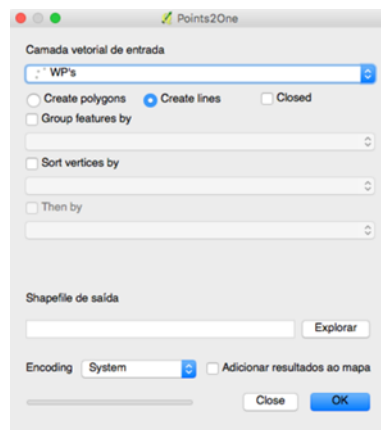 Points2One
Camada vetorial de entrada
WP's
Create polygons Create lines Closed
Group features by
Sort vertices by
Then by
Shapefile de saída
Explorar
Encoding System Adicionar resultados ao mapa
Close OK